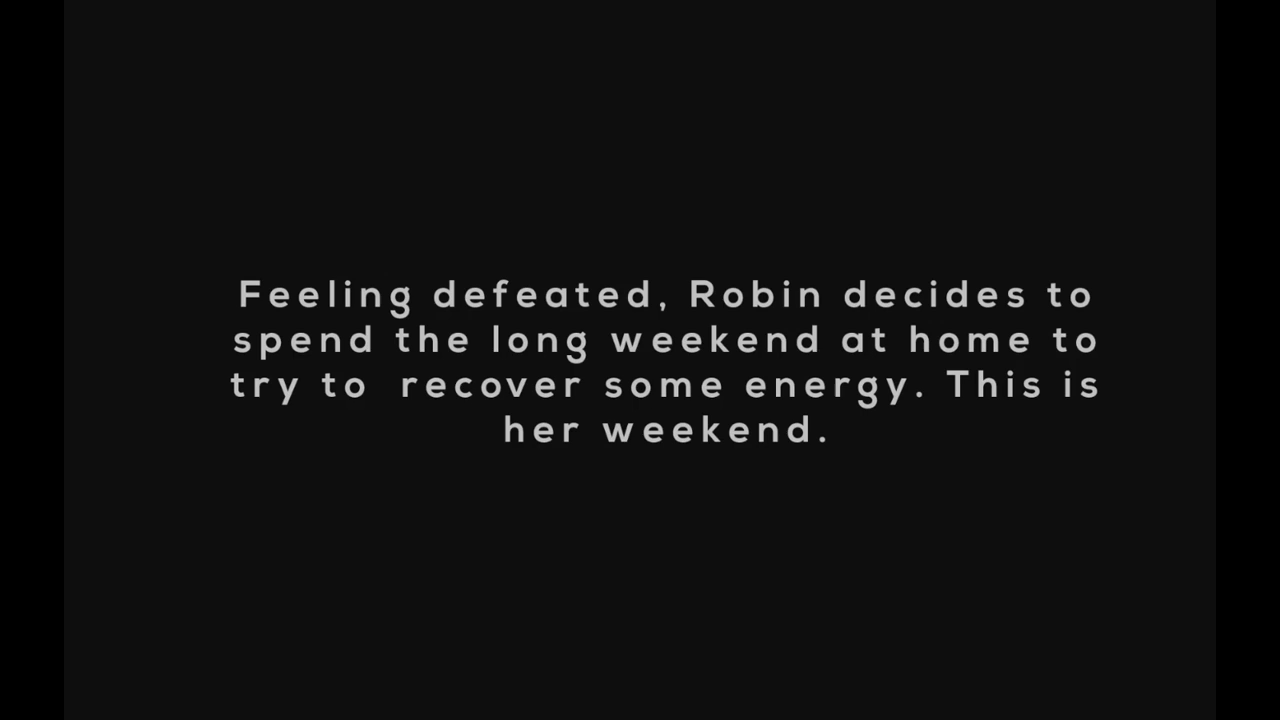 Feeling defeated, Robin decides to
spend the long weekend at home to
try to  recover some energy. This is
her weekend.